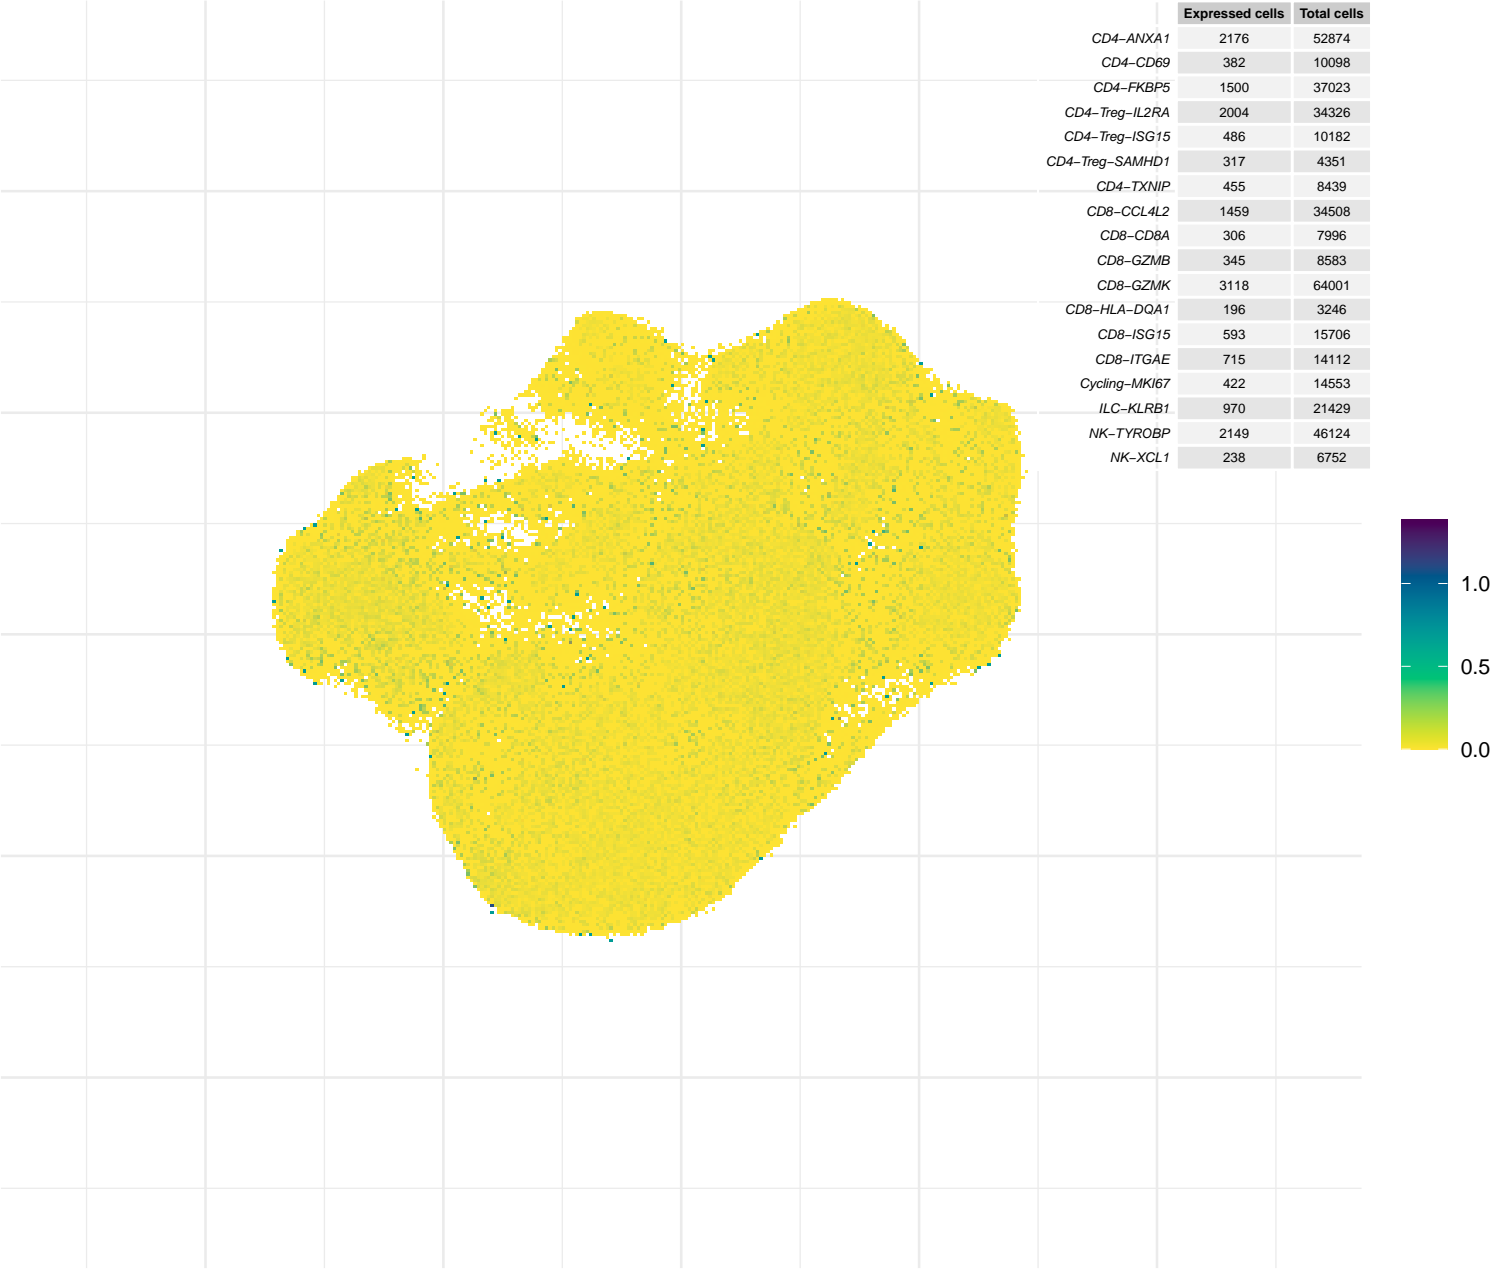 Expressed cells Total cells
CD4−ANXA1 2176 52874
CD4−CD69 382 10098
CD4−FKBP5 1500 37023
CD4−Treg−IL2RA 2004 34326
CD4−Treg−ISG15 486 10182
CD4−Treg−SAMHD1 317 4351
CD4−TXNIP 455 8439
CD8−CCL4L2 1459 34508
CD8−CD8A 306 7996
CD8−GZMB 345 8583
CD8−GZMK 3118 64001
CD8−HLA−DQA1 196 3246
CD8−ISG15 593 15706
CD8−ITGAE 715 14112
Cycling−MKI67 422 14553
ILC−KLRB1 970 21429
NK−TYROBP 2149 46124
NK−XCL1 238 6752
1.0
0.5
0.0